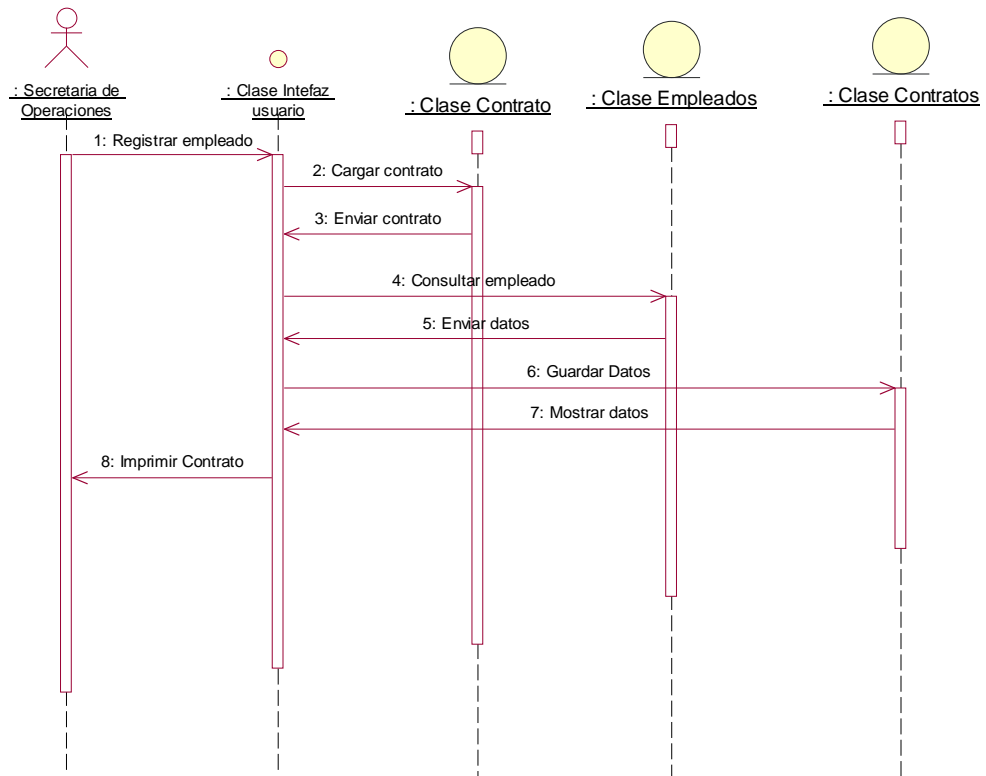 : Secretaria de
Operaciones
: Clase Intefaz
usuario
: Clase Contrato
: Clase Empleados
: Clase Contratos
1: Registrar empleado
2: Cargar contrato
3: Enviar contrato
4: Consultar empleado
5: Enviar datos
6: Guardar Datos
7: Mostrar datos
8: Imprimir Contrato